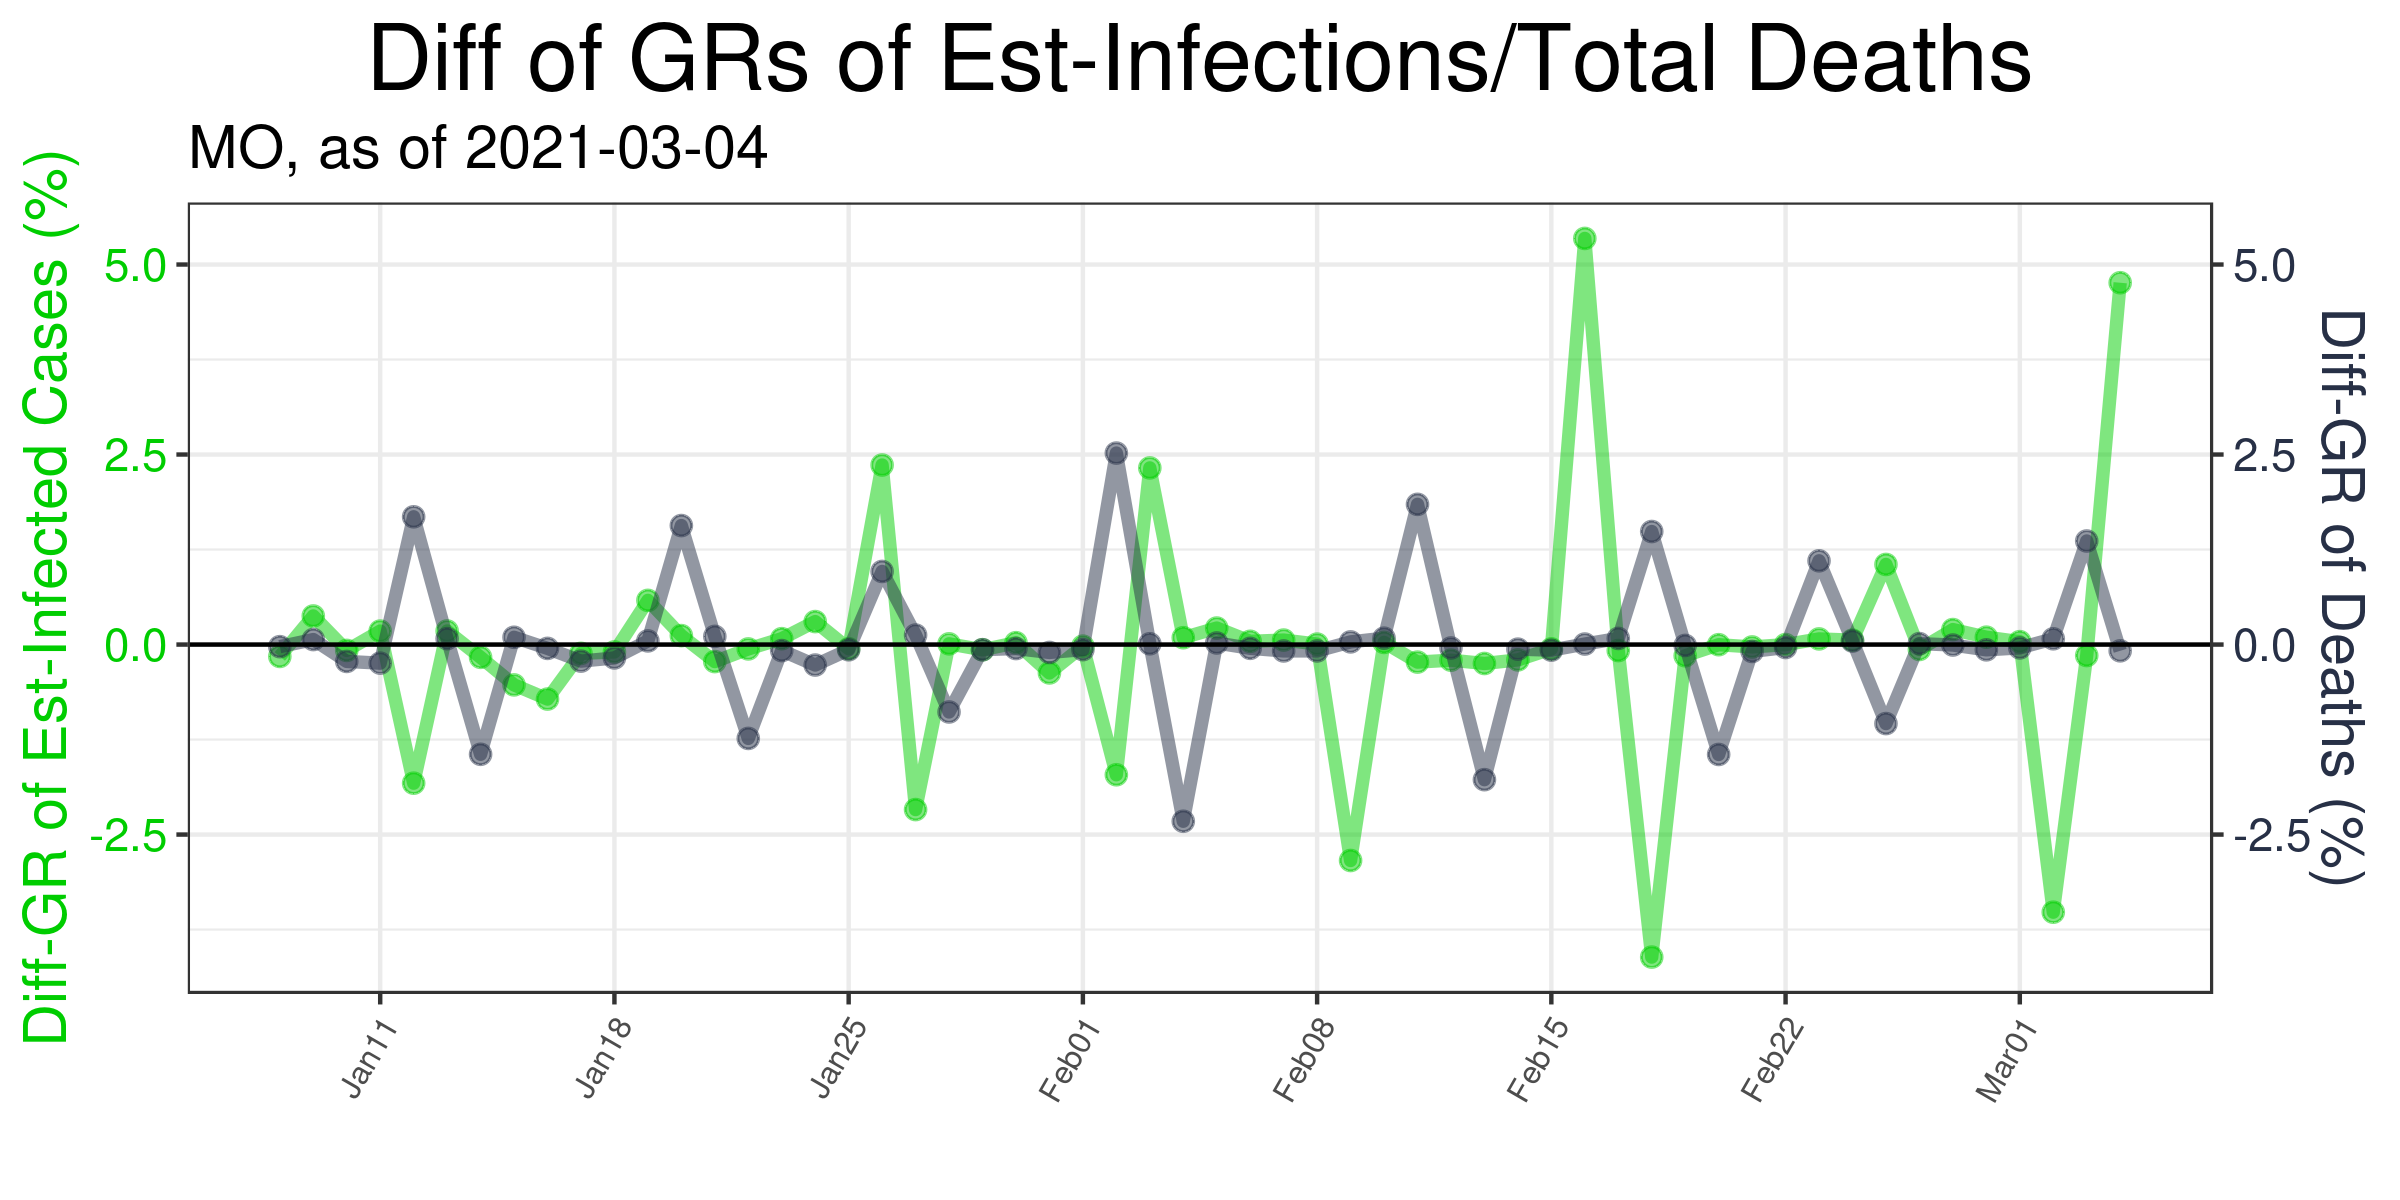 Diff of GRs of Est-Infections/Total Deaths
MO, as of 2021-03-04
Diff-GR of Est-Infected Cases (%)
5.0
2.5
0.0
-2.5
5.0
2.5
0.0
-2.5
Diff-GR of Deaths (%)
Jan11
Jan18
Jan25
Feb01
Feb08
Feb15
Feb22
Mar01